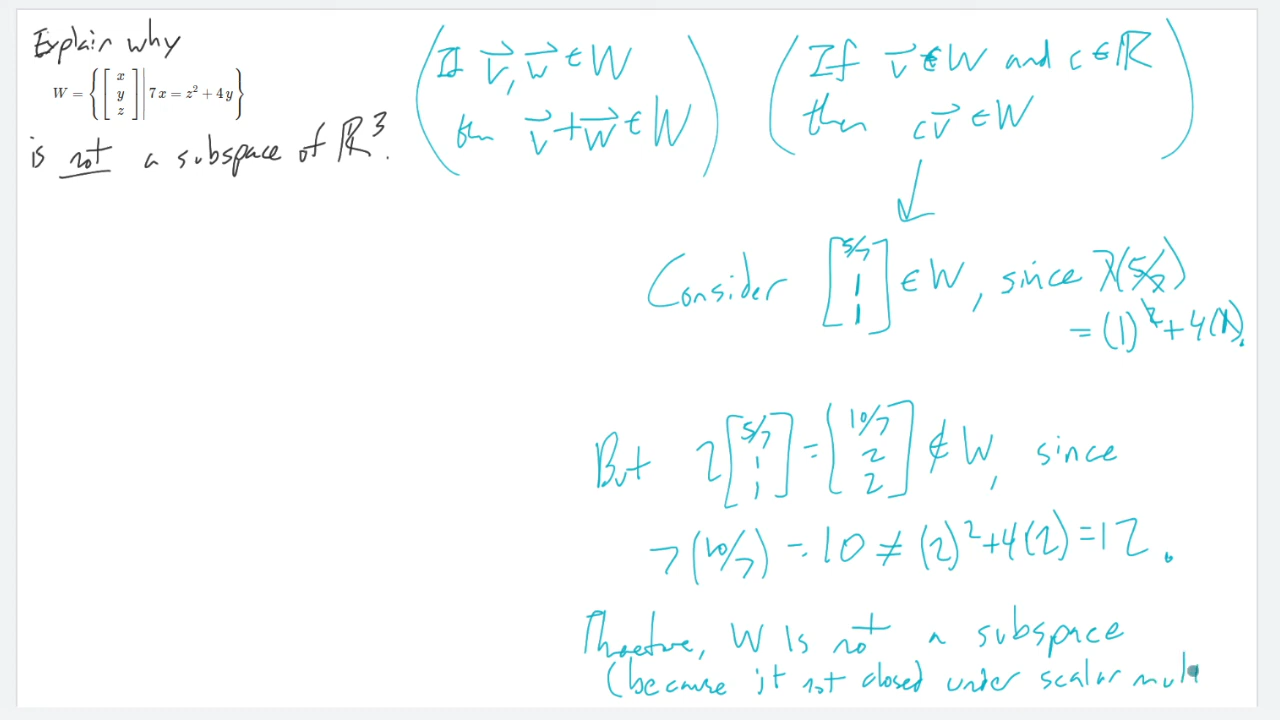 Explain why
W = { [ x y z ] | 7x = z² + 4y }
is not a subspace of ℝ³.
(If v⃗, w⃗ ∈ W
then v⃗ + w⃗ ∈ W)
(If v⃗ ∈ W and c ∈ ℝ
then cv⃗ ∈ W)
↓
Consider [ 5/7 1 1 ] ∈ W, since 7(5/7)
= (1)² + 4(1).
But 2[ 5/7 1 1 ] = [ 10/7 2 2 ] ∉ W, since
7(10/7) = 10 ≠ (2)² + 4(2) = 12.
Therefore, W is not a subspace
(because it not closed under scalar mult